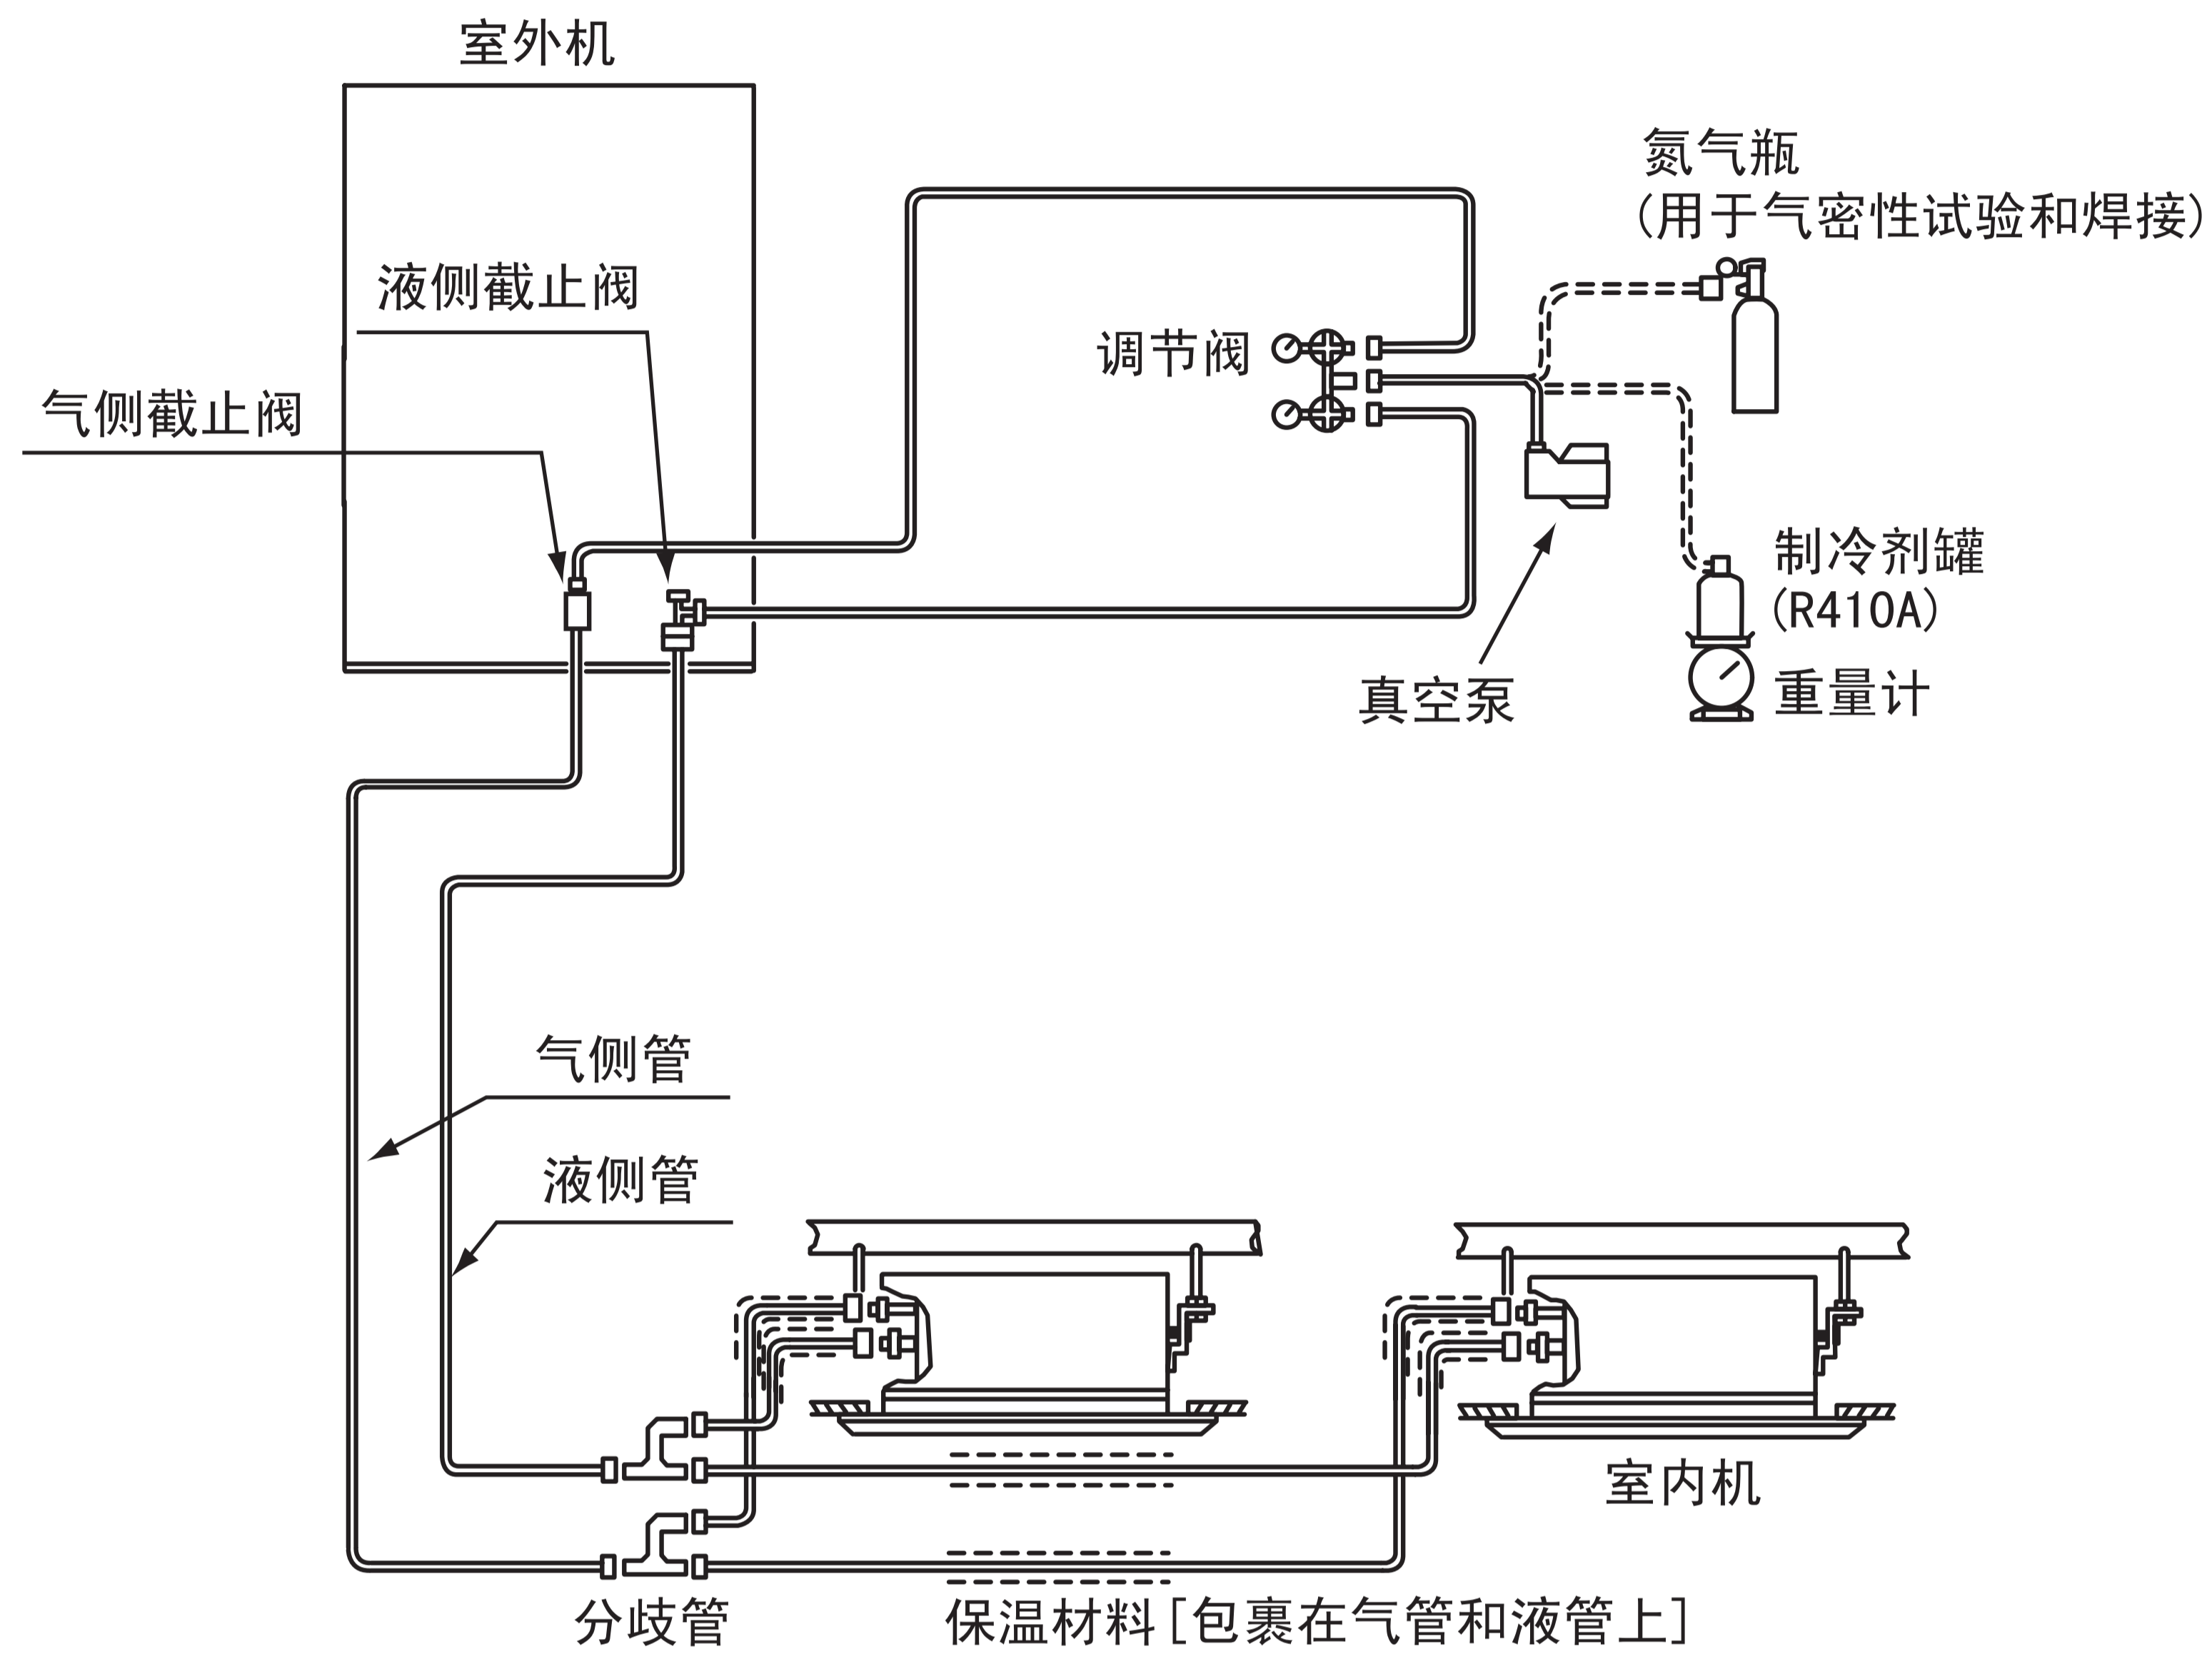 室外机
氮气瓶
(用于气密性试验和焊接)
液侧截止阀
调节阀
气侧截止阀
制冷剂罐
(R410A)
真空泵
重量计
气侧管
液侧管
室内机
分歧管
保温材料[包裹在气管和液管上]